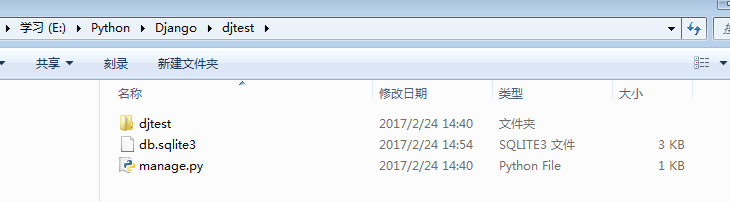 学习 (E:) Python Django djtest
共享 刻录 新建文件夹
名称 修改日期 类型 大小
djtest 2017/2/24 14:40 文件夹
db.sqlite3 2017/2/24 14:54 SQLITE3 文件 3 KB
manage.py 2017/2/24 14:40 Python File 1 KB